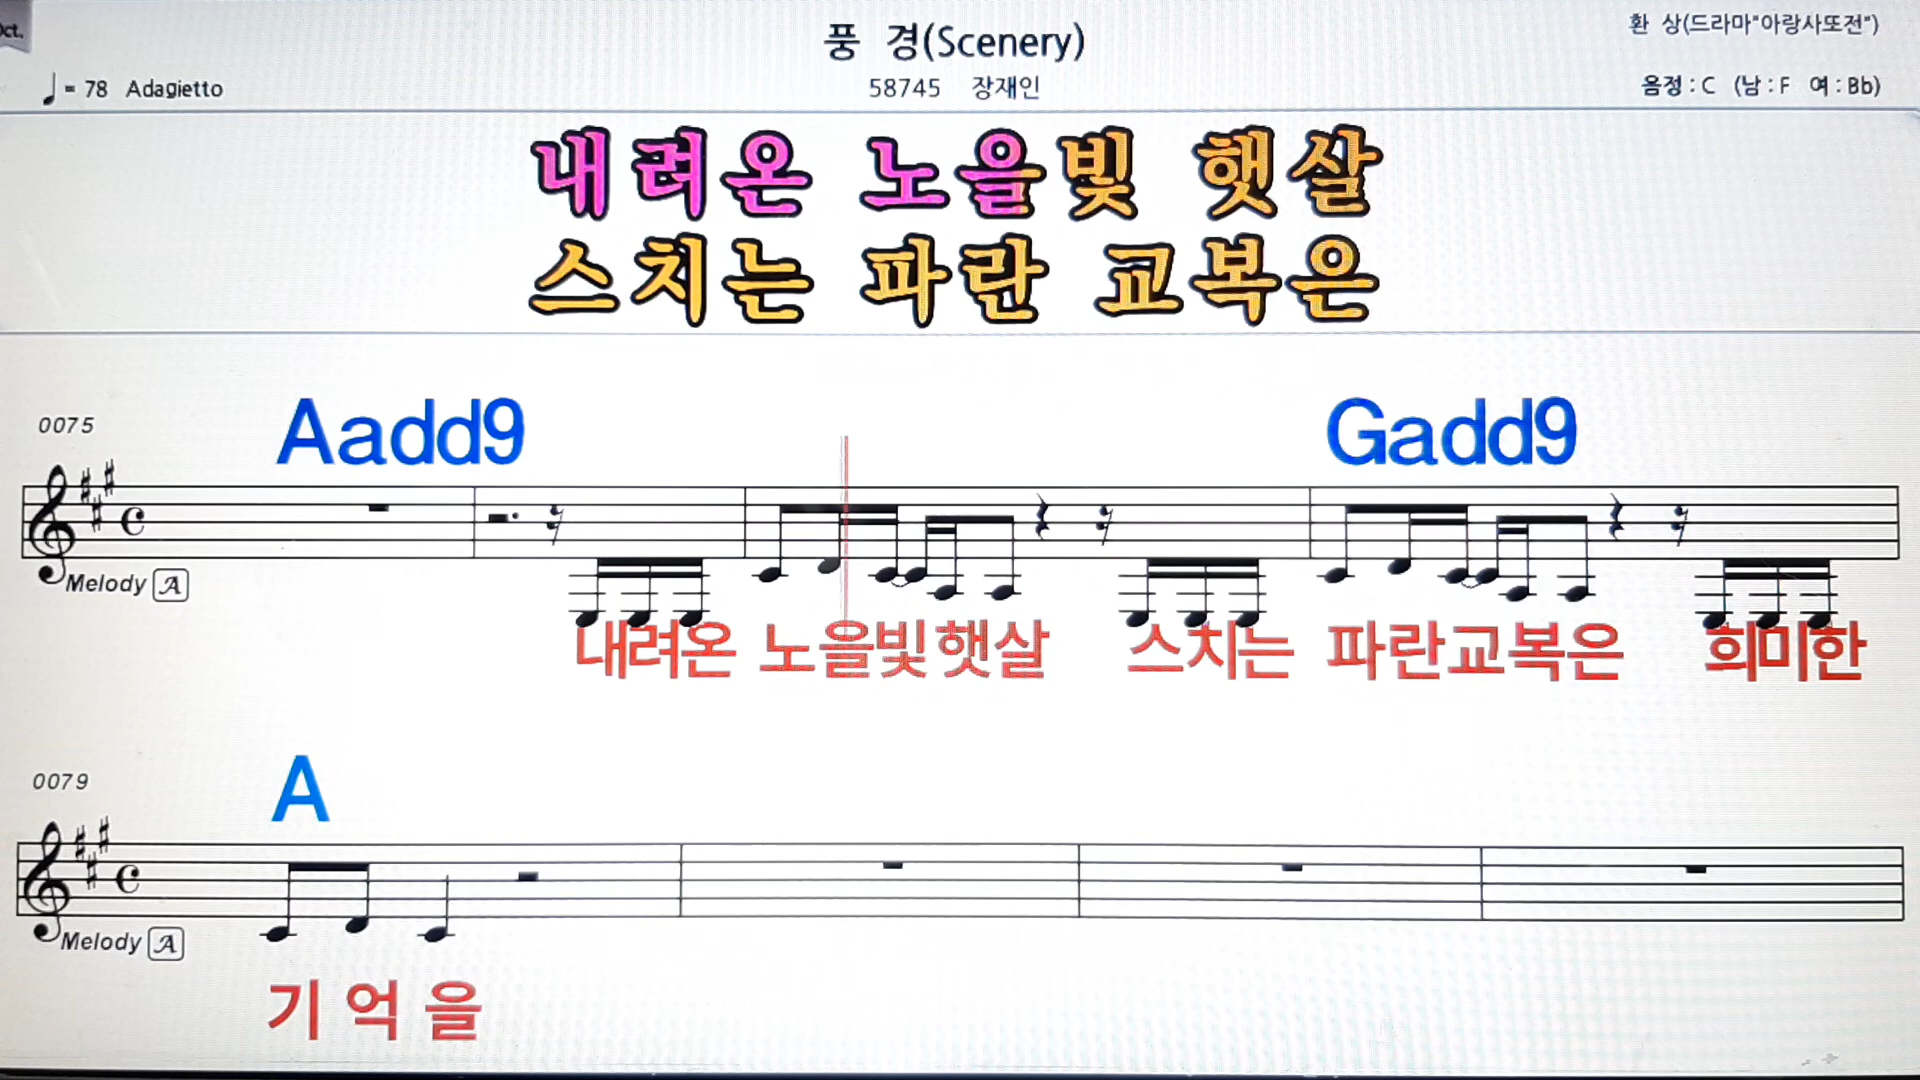 Oct.
풍 경(Scenery)
환 상(드라마"아랑사또전")
♩= 78 Adagietto
58745 장재인
음정 : C (남 : F 여 : Bb)
내려온 노을빛 햇살
스치는 파란 교복은
0075
Aadd9 Gadd9
Melody A
내려온 노을빛햇살 스치는 파란교복은 희미한
0079
A
Melody A
기 억 을